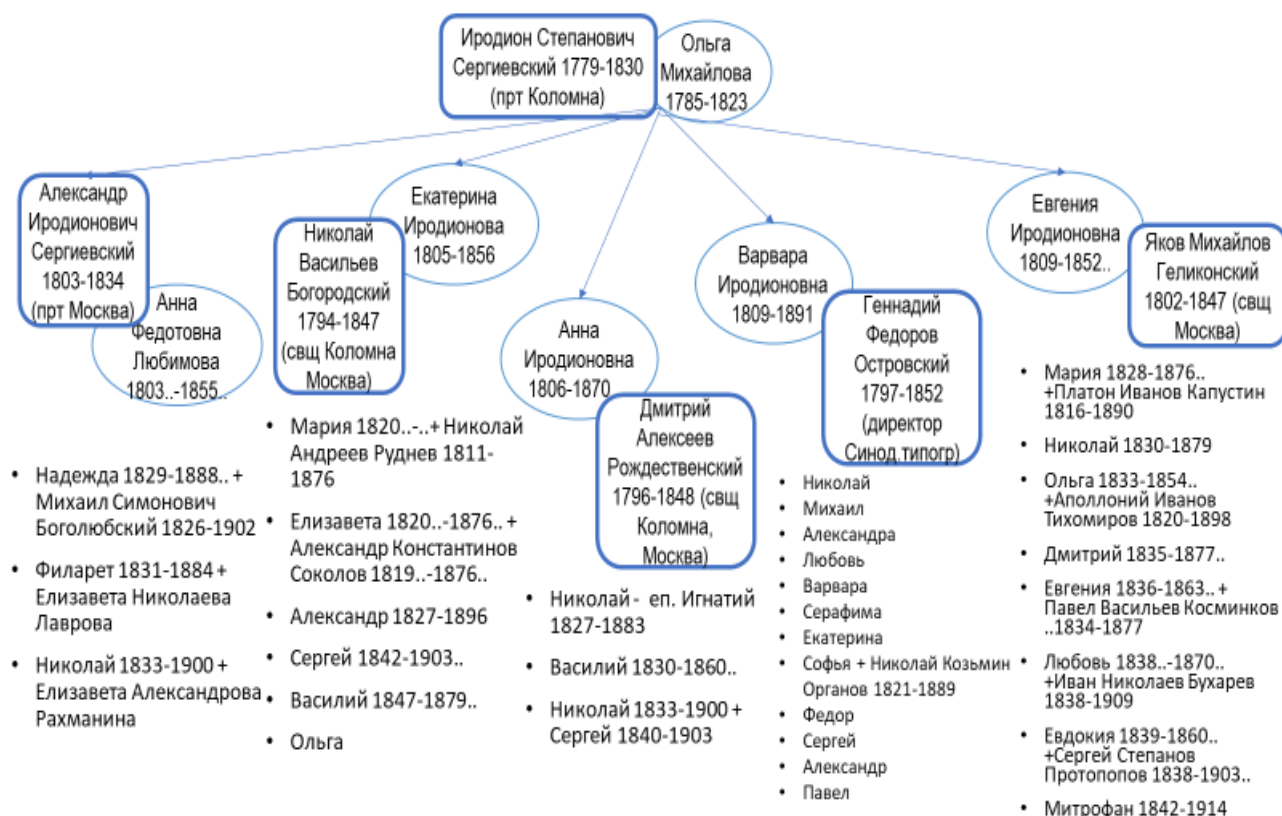 Иродион Степанович
Сергиевский 1779-1830
(прт Коломна)
Ольга
Михайлова
1785-1823
Александр
Иродионович
Сергиевский
1803-1834
(прт Москва)
Анна
Федотовна
Любимова
1803..-1855..
Екатерина
Иродионова
1805-1856
Николай
Васильев
Богородский
1794-1847
(свщ Коломна
Москва)
Анна
Иродионовна
1806-1870
Дмитрий
Алексеев
Рождественский
1796-1848 (свщ
Коломна,
Москва)
Варвара
Иродионовна
1809-1891
Геннадий
Федоров
Островский
1797-1852
(директор
Синод.типогр)
Евгения
Иродионовна
1809-1852..
Яков Михайлов
Геликонский
1802-1847 (свщ
Москва)
• Надежда 1829-1888.. +
Михаил Симонович
Боголюбский 1826-1902
• Филарет 1831-1884 +
Елизавета Николаева
Лаврова
• Николай 1833-1900 +
Елизавета Александрова
Рахманина
• Мария 1820..-..+ Николай
Андреев Руднев 1811-
1876
• Елизавета 1820..-1876.. +
Александр Константинов
Соколов 1819..-1876..
• Александр 1827-1896
• Сергей 1842-1903..
• Василий 1847-1879..
• Ольга
• Николай - еп. Игнатий
1827-1883
• Василий 1830-1860..
• Николай 1833-1900 +
Сергей 1840-1903
• Николай
• Михаил
• Александра
• Любовь
• Варвара
• Серафима
• Екатерина
• Софья + Николай Козьмин
Органов 1821-1889
• Федор
• Сергей
• Александр
• Павел
• Мария 1828-1876..
+Платон Иванов Капустин
1816-1890
• Николай 1830-1879
• Ольга 1833-1854..
+Аполлоний Иванов
Тихомиров 1820-1898
• Дмитрий 1835-1877..
• Евгения 1836-1863.. +
Павел Васильев Косминков
..1834-1877
• Любовь 1838..-1870..
+Иван Николаев Бухарев
1838-1909
• Евдокия 1839-1860..
+Сергей Степанов
Протопопов 1838-1903..
• Митрофан 1842-1914